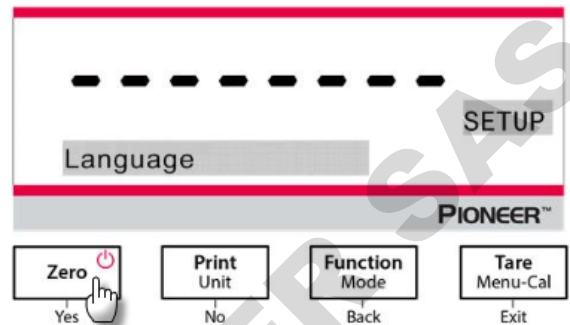 --------
SETUP
Language
PIONEER™
Zero Print Function Tare
Unit Mode Menu-Cal
Yes No Back Exit